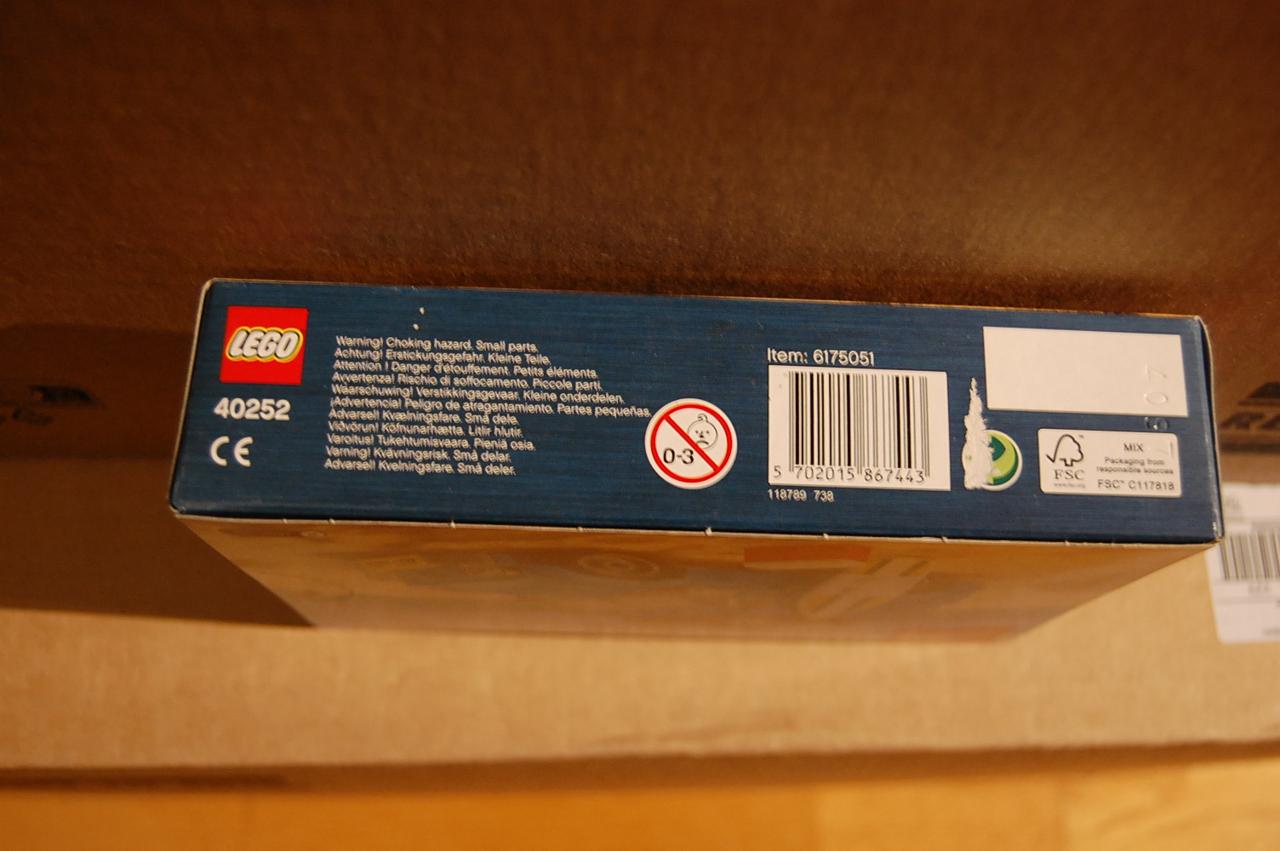 LEGO
40252
CE
Warning! Choking hazard. Small parts.
Achtung! Erstickungsgefahr. Kleine Teile.
Attention ! Danger d'étouffement. Petits éléments.
Avvertenza! Rischio di soffocamento. Piccole parti.
Waarschuwing! Verstikkingsgevaar. Kleine onderdelen.
¡Advertencia! Peligro de atragantamiento. Partes pequeñas.
Advarsel! Kvælningsfare. Små dele.
Viðvörun! Köfnunarhætta. Litlir hlutir.
Varoitus! Tukehtumisvaara. Pieniä osia.
Varning! Kvävningsrisk. Små delar.
Advarsel! Kvelningsfare. Små deler.
0-3
Item: 6175051
5 702015 867443
118789 738
FSC
www.fsc.org
MIX
Packaging from
responsible sources
FSC™ C117818